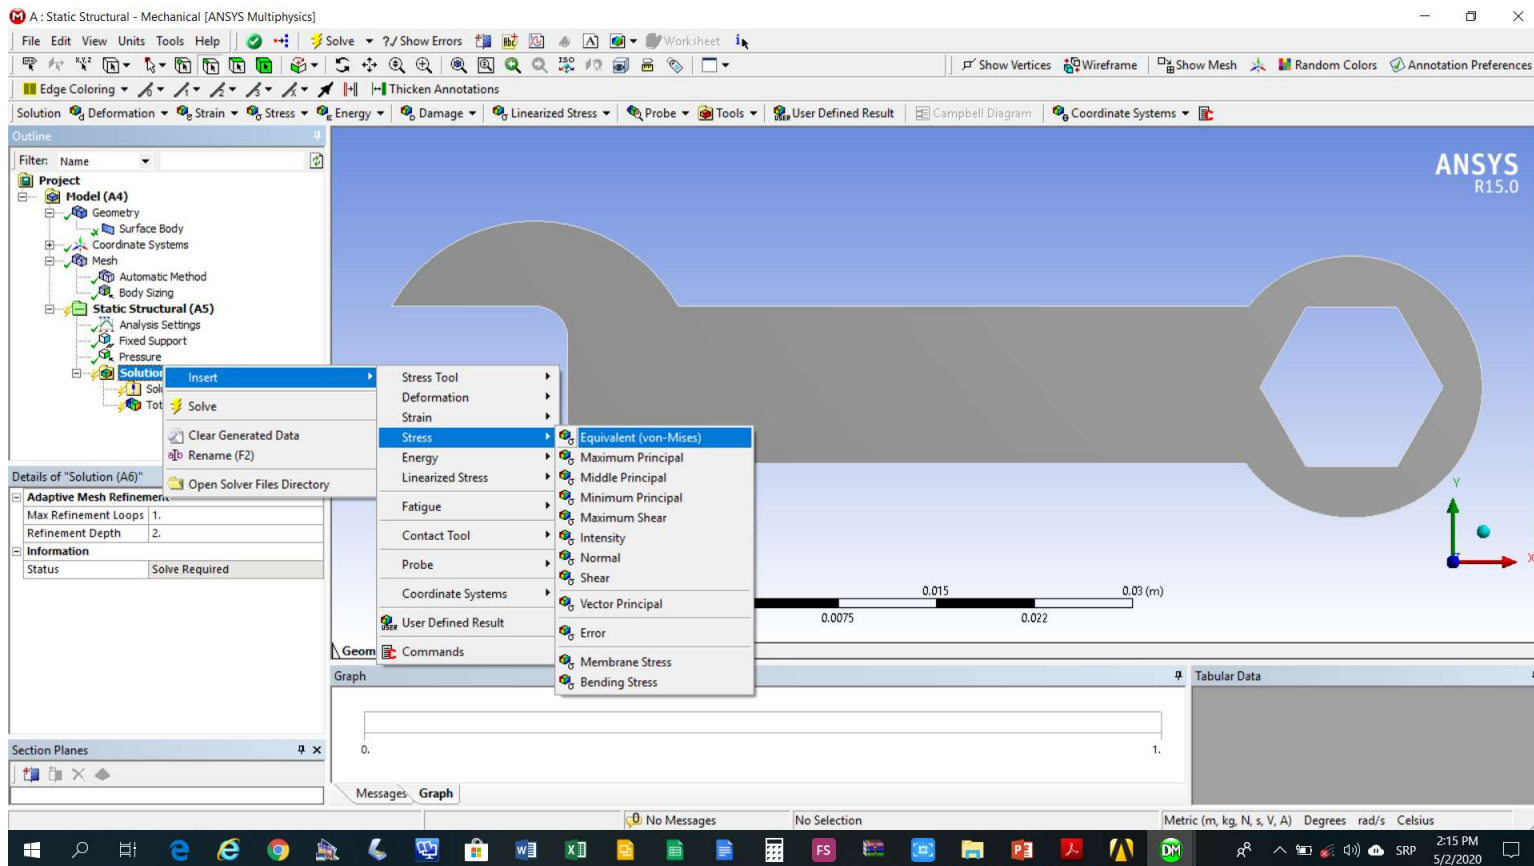 A : Static Structural - Mechanical [ANSYS Multiphysics]
File Edit View Units Tools Help Solve ?./ Show Errors Worksheet
Show Vertices Wireframe Show Mesh Random Colors Annotation Preferences
Edge Coloring Thicken Annotations
Solution Deformation Strain Stress Energy Damage Linearized Stress Probe Tools User Defined Result Campbell Diagram Coordinate Systems
Outline
Filter: Name
Project
Model (A4)
Geometry
Surface Body
Coordinate Systems
Mesh
Automatic Method
Body Sizing
Static Structural (A5)
Analysis Settings
Fixed Support
Pressure
Solution
Solu
Tot
Insert
Solve
Clear Generated Data
Rename (F2)
Open Solver Files Directory
Stress Tool
Deformation
Strain
Stress
Energy
Linearized Stress
Fatigue
Contact Tool
Probe
Coordinate Systems
User Defined Result
Commands
Equivalent (von-Mises)
Maximum Principal
Middle Principal
Minimum Principal
Maximum Shear
Intensity
Normal
Shear
Vector Principal
Error
Membrane Stress
Bending Stress
ANSYS
R15.0
Y
X
0.015 0.03 (m)
0.0075 0.022
Details of "Solution (A6)"
Adaptive Mesh Refinement
Max Refinement Loops 1.
Refinement Depth 2.
Information
Status Solve Required
Geom
Graph
Tabular Data
0. 1.
Section Planes
Messages Graph
No Messages No Selection Metric (m, kg, N, s, V, A) Degrees rad/s Celsius
FS DM SRP 2:15 PM
5/2/2020